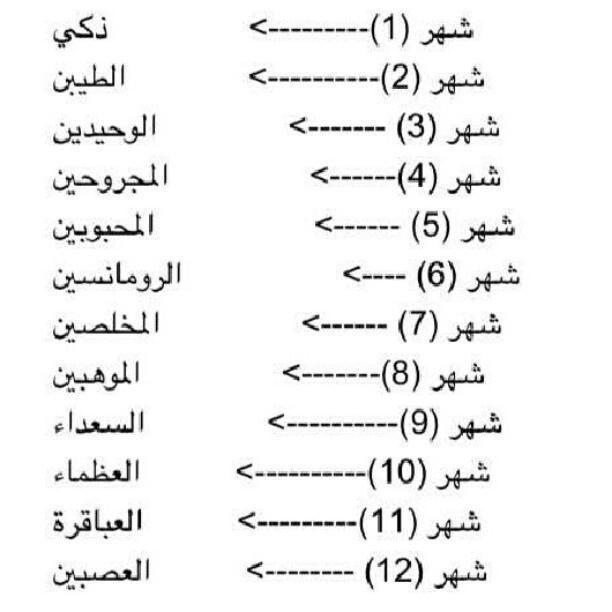 شهر (1)----------> ذكي
شهر (2)-----------> الطيبن
شهر (3) -------> الوحيدين
شهر (4)-------> المجروحين
شهر (5) ------> المحبوبين
شهر (6) ----> الرومانسين
شهر (7) ------> المخلصين
شهر (8)-------> الموهبين
شهر (9)----------> السعداء
شهر (10)-----------> العظماء
شهر (11)----------> العباقرة
شهر (12) --------> العصبين